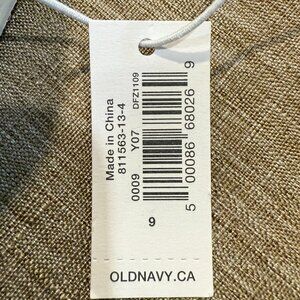 Made in China
811563-13-4
0009 Y07 DFZ1109
5 00086 68026 9
9
OLDNAVY.CA